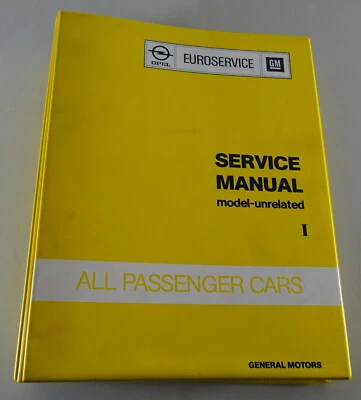 OPEL EUROSERVICE GM
SERVICE
MANUAL
model-unrelated
I
ALL PASSENGER CARS
GENERAL MOTORS